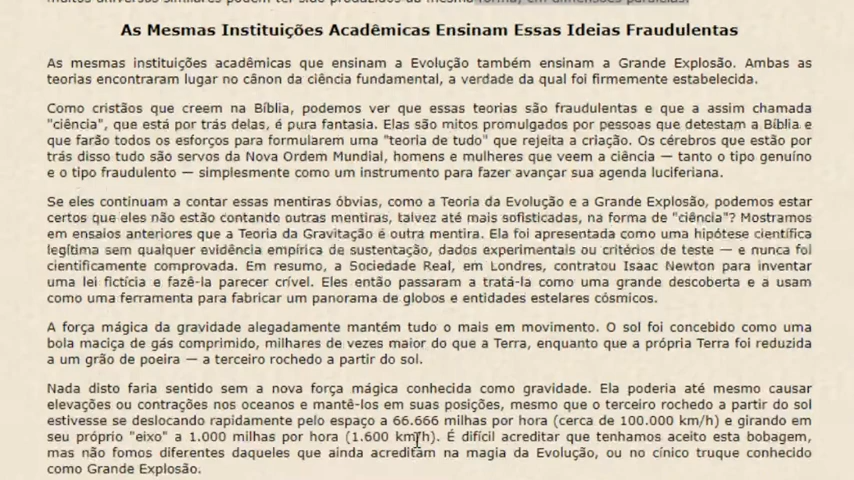 forma, em dimensões paralelas.
As Mesmas Instituições Acadêmicas Ensinam Essas Ideias Fraudulentas
As mesmas instituições acadêmicas que ensinam a Evolução também ensinam a Grande Explosão. Ambas as
teorias encontraram lugar no cânon da ciência fundamental, a verdade da qual foi firmemente estabelecida.
Como cristãos que creem na Bíblia, podemos ver que essas teorias são fraudulentas e que a assim chamada
"ciência", que está por trás delas, é pura fantasia. Elas são mitos promulgados por pessoas que detestam a Bíblia e
que farão todos os esforços para formularem uma "teoria de tudo" que rejeita a criação. Os cérebros que estão por
trás disso tudo são servos da Nova Ordem Mundial, homens e mulheres que veem a ciência — tanto o tipo genuíno
e o tipo fraudulento — simplesmente como um instrumento para fazer avançar sua agenda luciferiana.
Se eles continuam a contar essas mentiras óbvias, como a Teoria da Evolução e a Grande Explosão, podemos estar
certos que eles não estão contando outras mentiras, talvez até mais sofisticadas, na forma de "ciência"? Mostramos
em ensaios anteriores que a Teoria da Gravitação é outra mentira. Ela foi apresentada como uma hipótese científica
legítima sem qualquer evidência empírica de sustentação, dados experimentais ou critérios de teste — e nunca foi
cientificamente comprovada. Em resumo, a Sociedade Real, em Londres, contratou Isaac Newton para inventar
uma lei fictícia e fazê-la parecer crível. Eles então passaram a tratá-la como uma grande descoberta e a usam
como uma ferramenta para fabricar um panorama de globos e entidades estelares cósmicos.
A força mágica da gravidade alegadamente mantém tudo o mais em movimento. O sol foi concebido como uma
bola maciça de gás comprimido, milhares de vezes maior do que a Terra, enquanto que a própria Terra foi reduzida
a um grão de poeira — a terceiro rochedo a partir do sol.
Nada disto faria sentido sem a nova força mágica conhecida como gravidade. Ela poderia até mesmo causar
elevações ou contrações nos oceanos e mantê-los em suas posições, mesmo que o terceiro rochedo a partir do sol
estivesse se deslocando rapidamente pelo espaço a 66.666 milhas por hora (cerca de 100.000 km/h) e girando em
seu próprio "eixo" a 1.000 milhas por hora (1.600 km/h). É difícil acreditar que tenhamos aceito esta bobagem,
mas não fomos diferentes daqueles que ainda acreditam na magia da Evolução, ou no cínico truque conhecido
como Grande Explosão.